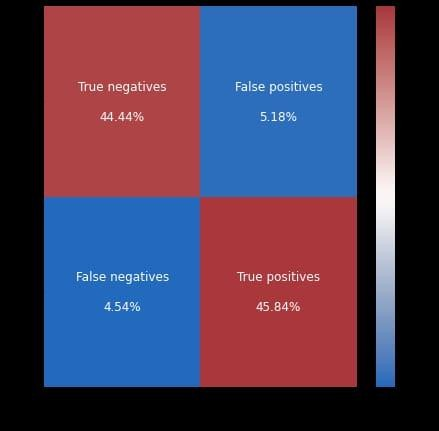 True negatives
44.44%
False positives
5.18%
False negatives
4.54%
True positives
45.84%